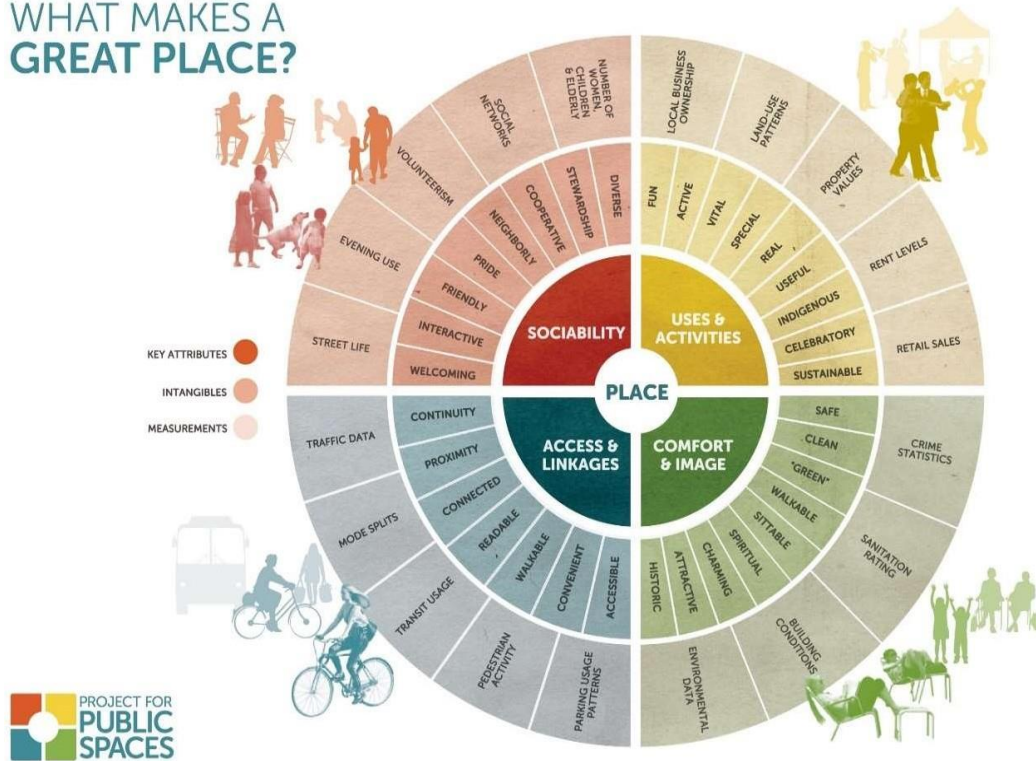 WHAT MAKES A
GREAT PLACE?
NUMBER OF
WOMEN,
CHILDREN
& ELDERLY
SOCIAL
NETWORKS
VOLUNTEERISM
EVENING USE
STREET LIFE
LOCAL BUSINESS
OWNERSHIP
LAND-USE
PATTERNS
PROPERTY
VALUES
RENT LEVELS
RETAIL SALES
DIVERSE
STEWARDSHIP
COOPERATIVE
NEIGHBORLY
PRIDE
FRIENDLY
INTERACTIVE
WELCOMING
FUN
ACTIVE
VITAL
SPECIAL
REAL
USEFUL
INDIGENOUS
CELEBRATORY
SUSTAINABLE
SOCIABILITY
USES &
ACTIVITIES
PLACE
ACCESS &
LINKAGES
COMFORT
& IMAGE
KEY ATTRIBUTES
INTANGIBLES
MEASUREMENTS
CONTINUITY
PROXIMITY
CONNECTED
READABLE
WALKABLE
CONVENIENT
ACCESSIBLE
SAFE
CLEAN
"GREEN"
WALKABLE
SITTABLE
SPIRITUAL
CHARMING
ATTRACTIVE
HISTORIC
TRAFFIC DATA
MODE SPLITS
TRANSIT USAGE
PEDESTRIAN
ACTIVITY
PARKING USAGE
PATTERNS
CRIME
STATISTICS
SANITATION
RATING
BUILDING
CONDITIONS
ENVIRONMENTAL
DATA
PROJECT FOR
PUBLIC
SPACES